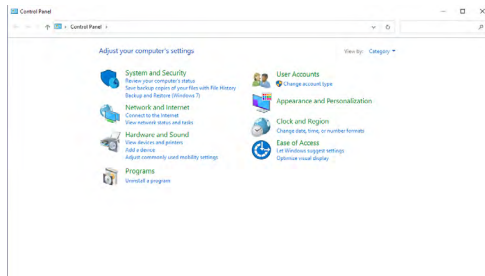 Control Panel
Control Panel
Adjust your computer's settings
View by: Category
System and Security
Review your computer's status
Save backup copies of your files with File History
Backup and Restore (Windows 7)
Network and Internet
Connect to the Internet
View network status and tasks
Hardware and Sound
View devices and printers
Add a device
Adjust commonly used mobility settings
Programs
Uninstall a program
User Accounts
Change account type
Appearance and Personalization
Clock and Region
Change date, time, or number formats
Ease of Access
Let Windows suggest settings
Optimize visual display